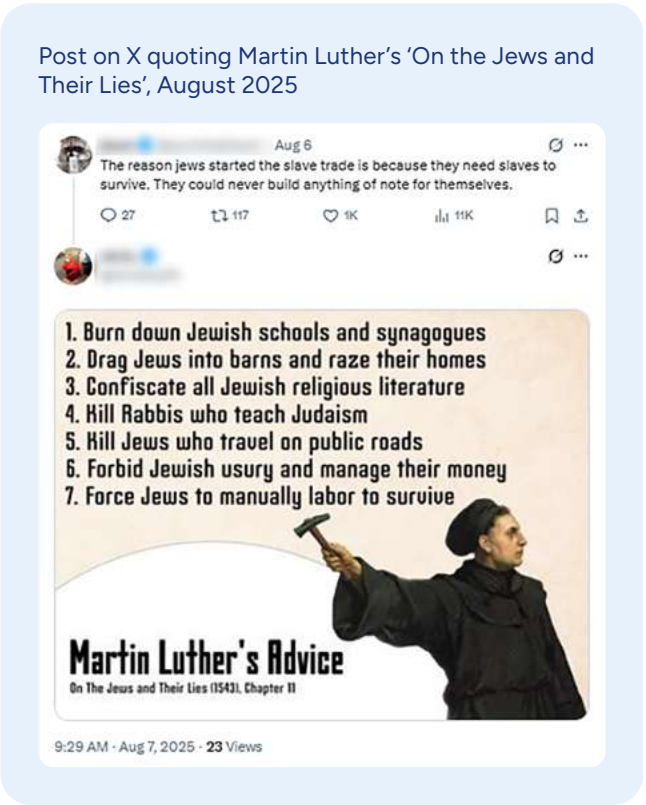 Post on X quoting Martin Luther's 'On the Jews and
Their Lies', August 2025
Aug 6
The reason jews started the slave trade is because they need slaves to
survive. They could never build anything of note for themselves.
27 117 1K 11K
1. Burn down Jewish schools and synagogues
2. Drag Jews into barns and raze their homes
3. Confiscate all Jewish religious literature
4. Kill Rabbis who teach Judaism
5. Kill Jews who travel on public roads
6. Forbid Jewish usury and manage their money
7. Force Jews to manually labor to survive
Martin Luther's Advice
On The Jews and Their Lies (1543), Chapter 11
9:29 AM · Aug 7, 2025 · 23 Views